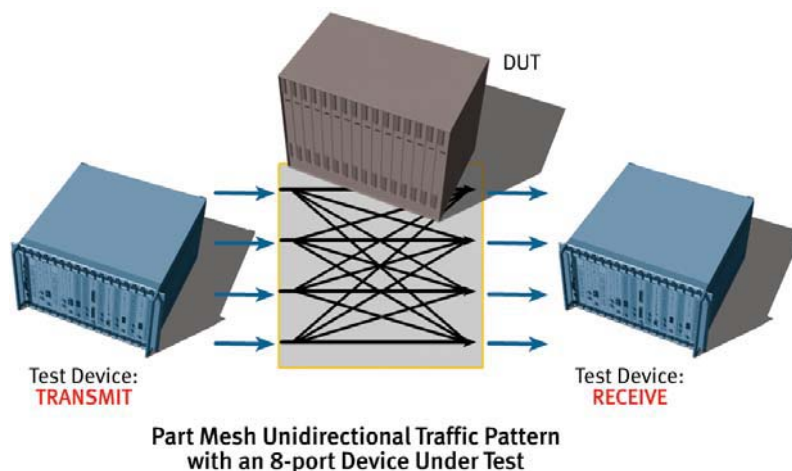 DUT
Test Device:
TRANSMIT
Test Device:
RECEIVE
Part Mesh Unidirectional Traffic Pattern
with an 8-port Device Under Test